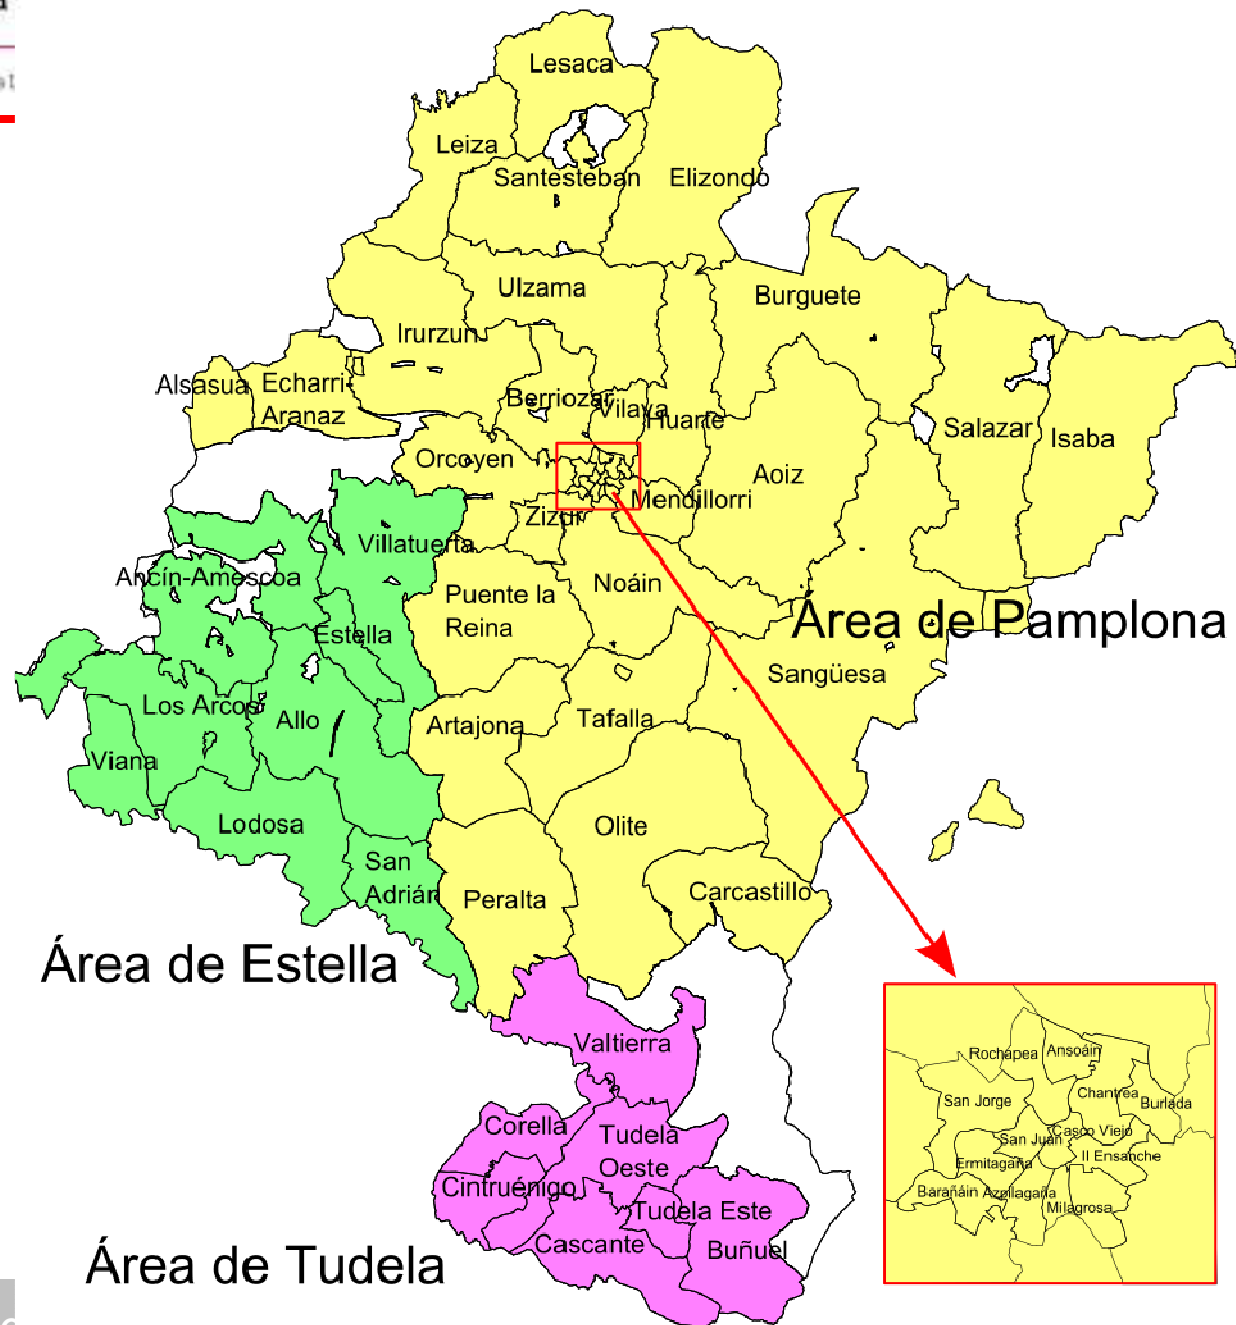 Lesaca
Leiza
Santesteban
Elizondo
Ulzama
Burguete
Irurzun
Alsasua
Echarri-
Aranaz
Berriozar
Huarte
Salazar
Isaba
Orcoyen
Aoiz
Mendillorri
Zizur
Villatuerta
Ancín-Amescoa
Noáin
Puente la
Reina
Área de Pamplona
Estella
Sangüesa
Los Arcos
Allo
Artajona
Tafalla
Viana
Lodosa
Olite
San
Adrián
Peralta
Carcastillo
Área de Estella
Valtierra
Corella
Tudela
Oeste
Cintruénigo
Tudela Este
Cascante
Buñuel
Área de Tudela
Rochapea
Ansoáin
San Jorge
Chantrea
Burlada
Casco Viejo
San Juan
II Ensanche
Ermitagaña
Barañáin
Azpilagaña
Milagrosa